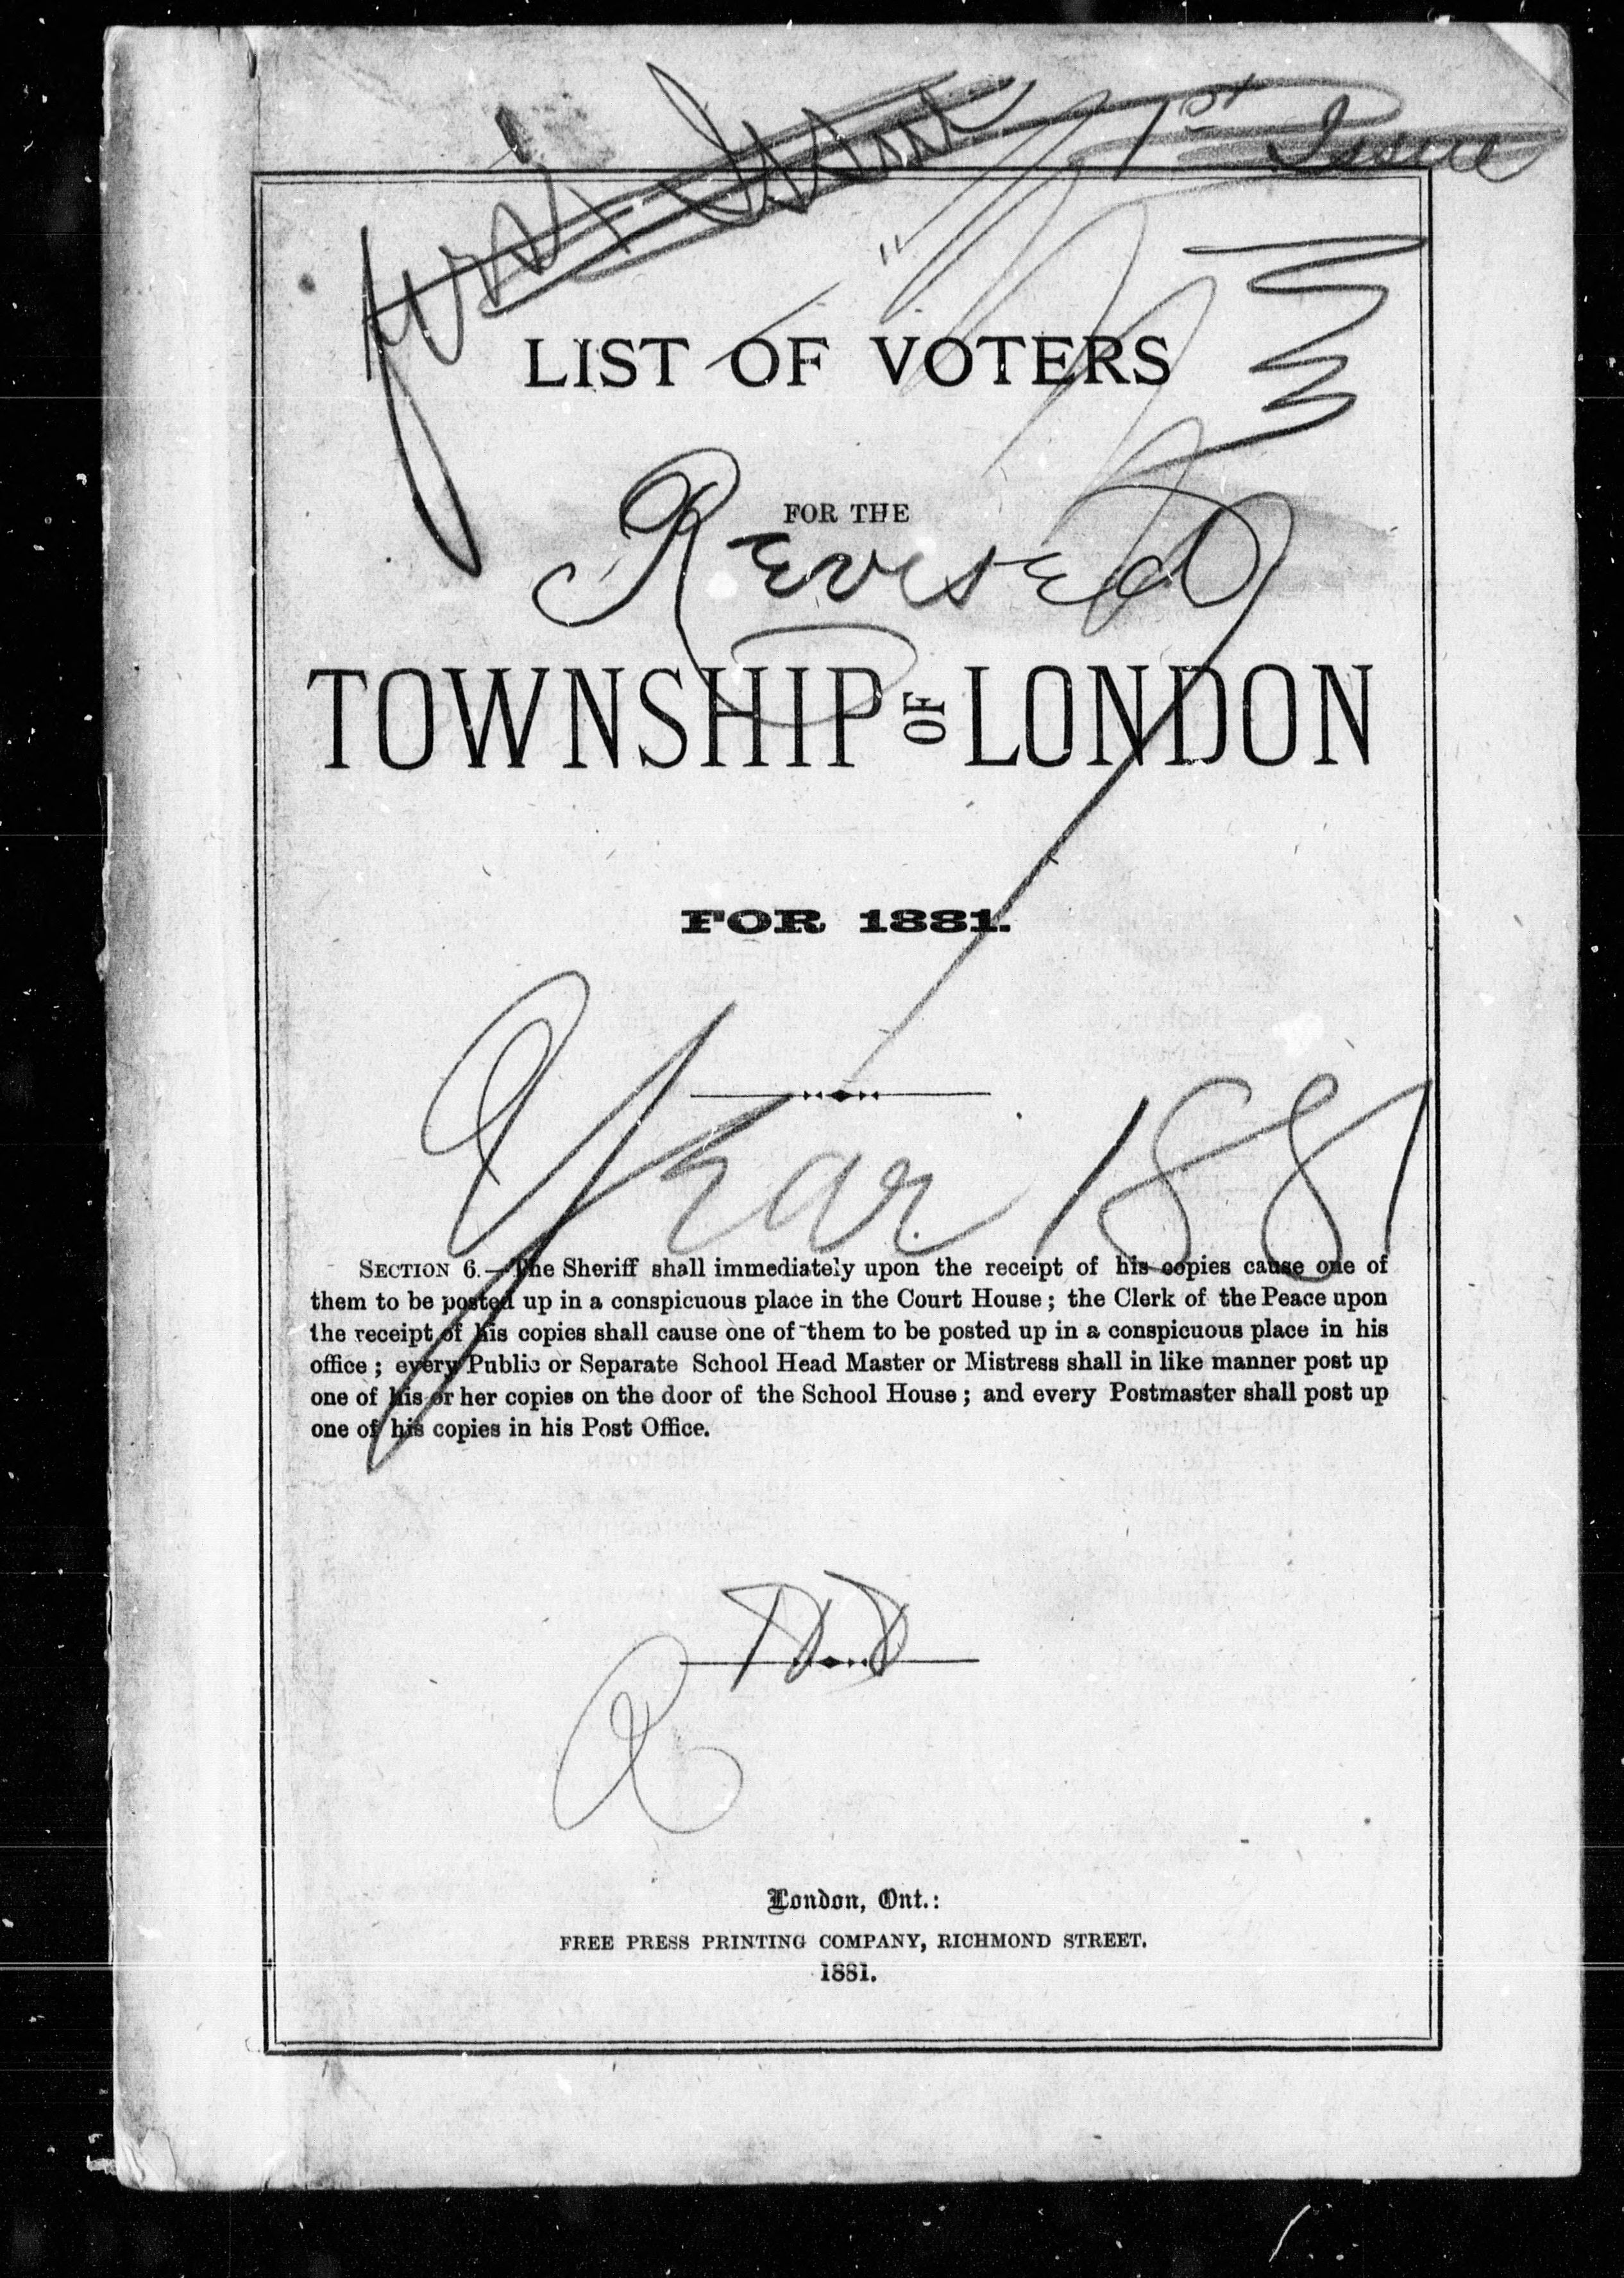 first Issue
1st Issue
LIST OF VOTERS
FOR THE
Revised
TOWNSHIP OF LONDON
FOR 1881.
Year 1881
SECTION 6.—The Sheriff shall immediately upon the receipt of his copies cause one of
them to be posted up in a conspicuous place in the Court House; the Clerk of the Peace upon
the receipt of his copies shall cause one of them to be posted up in a conspicuous place in his
office; every Public or Separate School Head Master or Mistress shall in like manner post up
one of his or her copies on the door of the School House; and every Postmaster shall post up
one of his copies in his Post Office.
London, Ont.:
FREE PRESS PRINTING COMPANY, RICHMOND STREET.
1881.